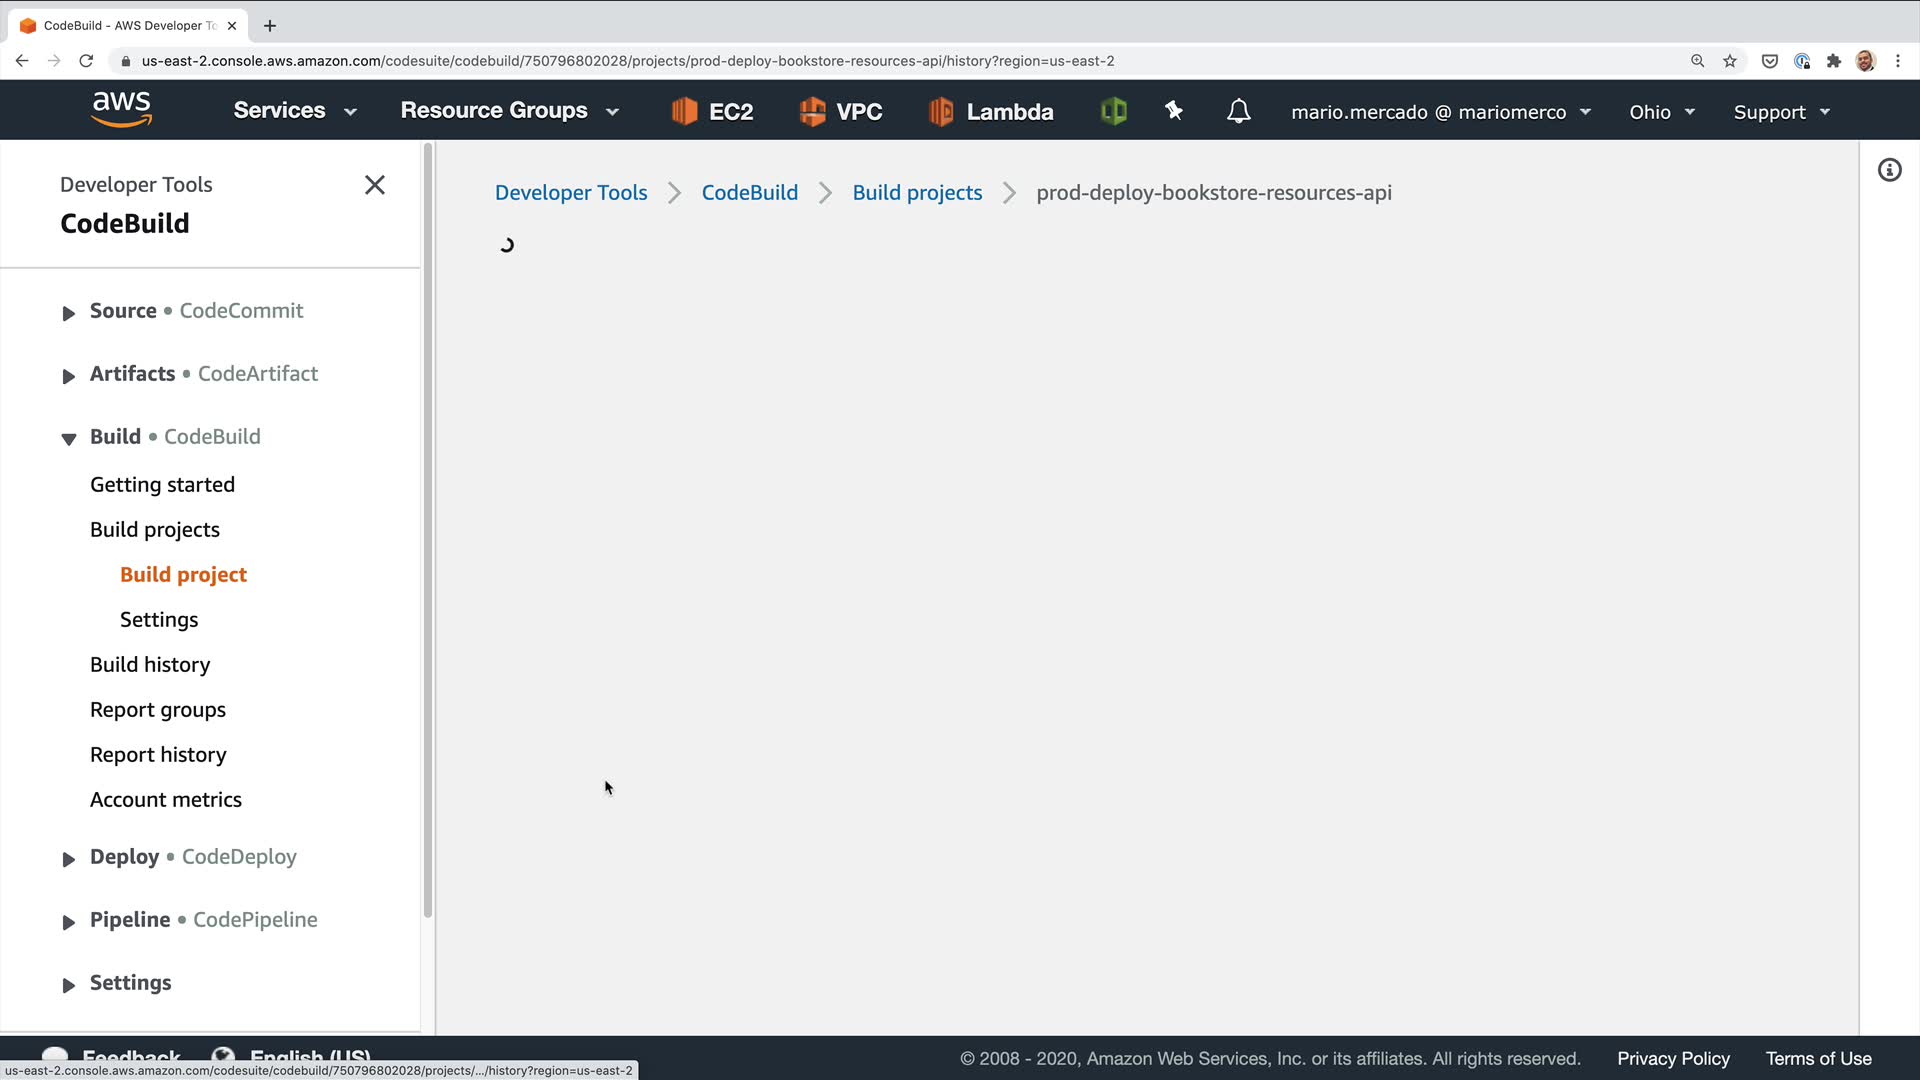 CodeBuild - AWS Developer To
us-east-2.console.aws.amazon.com/codesuite/codebuild/750796802028/projects/prod-deploy-bookstore-resources-api/history?region=us-east-2
aws Services Resource Groups EC2 VPC Lambda mario.mercado @ mariomerco Ohio Support
Developer Tools
CodeBuild
Source • CodeCommit
Artifacts • CodeArtifact
Build • CodeBuild
Getting started
Build projects
Build project
Settings
Build history
Report groups
Report history
Account metrics
Deploy • CodeDeploy
Pipeline • CodePipeline
Settings
Developer Tools > CodeBuild > Build projects > prod-deploy-bookstore-resources-api
Feedback English (US) © 2008 - 2020, Amazon Web Services, Inc. or its affiliates. All rights reserved. Privacy Policy Terms of Use
us-east-2.console.aws.amazon.com/codesuite/codebuild/750796802028/projects/.../history?region=us-east-2